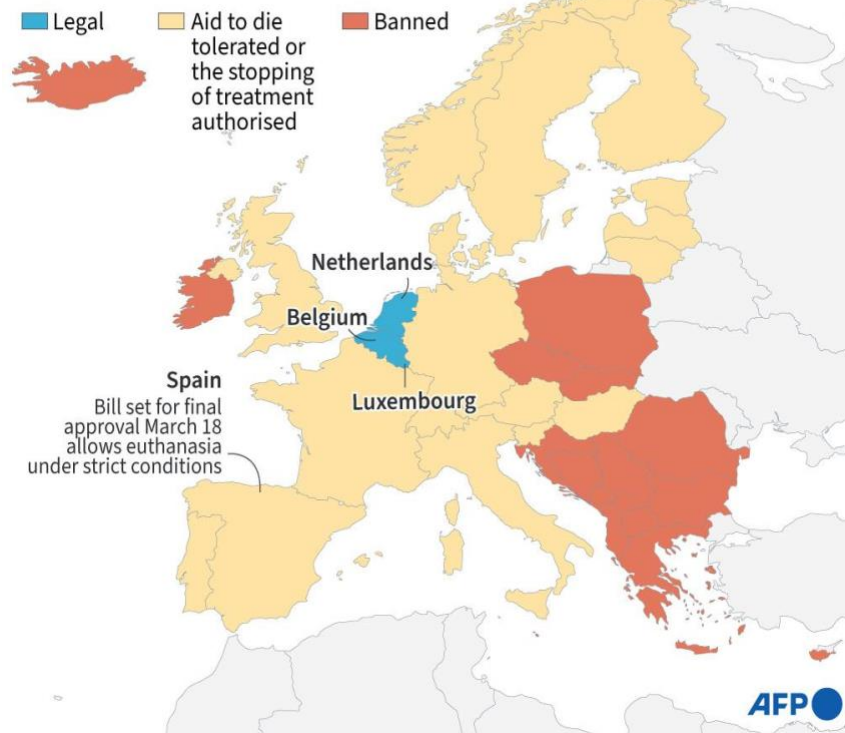 Legal
Aid to die
tolerated or
the stopping
of treatment
authorised
Banned
Netherlands
Belgium
Luxembourg
Spain
Bill set for final
approval March 18
allows euthanasia
under strict conditions
AFP